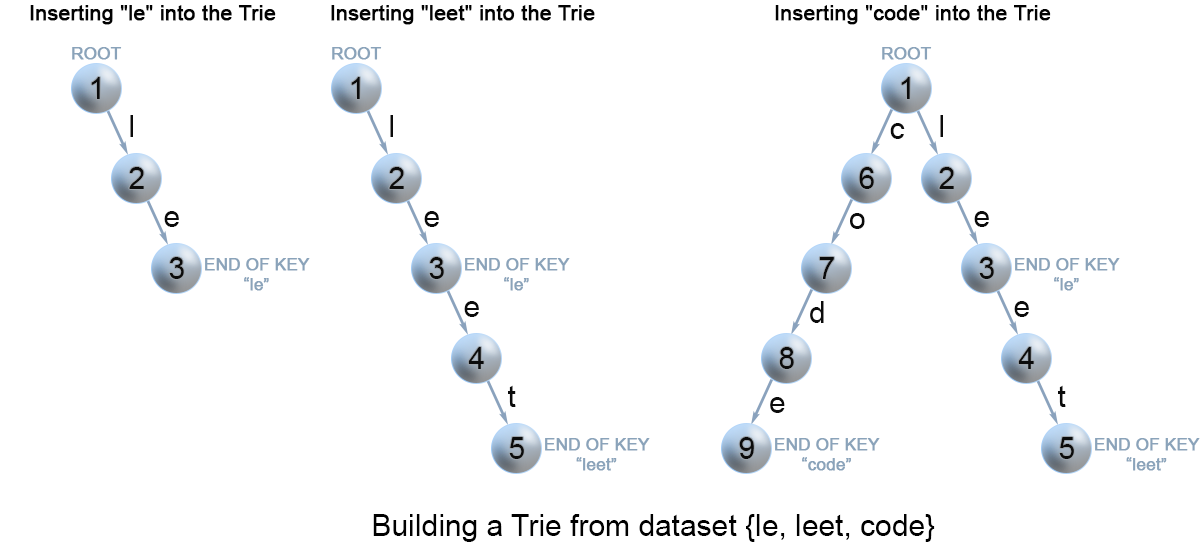 Inserting "le" into the Trie
Inserting "leet" into the Trie
Inserting "code" into the Trie
ROOT
1
l
2
e
3
END OF KEY
“le”
ROOT
1
l
2
e
3
END OF KEY
“le”
e
4
t
5
END OF KEY
“leet”
ROOT
1
c
l
6
2
o
e
7
3
END OF KEY
“le”
d
e
8
4
e
t
9
END OF KEY
“code”
5
END OF KEY
“leet”
Building a Trie from dataset {le, leet, code}